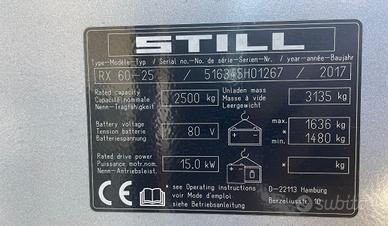 STILL
Type-Modèle-Typ / Serial no.-No. de série-Serien-Nr. / year-année-Baujahr
RX 60-25 / 516345H01267 / 2017
Rated capacity
Capacité nominale
Nenn-Tragfähigkeit
2500 kg
Unladen mass
Masse à vide
Leergewicht
3135 kg
Battery voltage
Tension batterie
Batteriespannung
80 V
max. 1636 kg
*
min. 1480 kg
Rated drive power
Puissance motr.nom.
Nenn-Antriebsleist.
15.0 kW
* kg
CE
* see Operating instructions
voir Mode d'emploi
siehe Betriebsanleitung
D-22113 Hamburg
Berzeliusstr. 10
subito